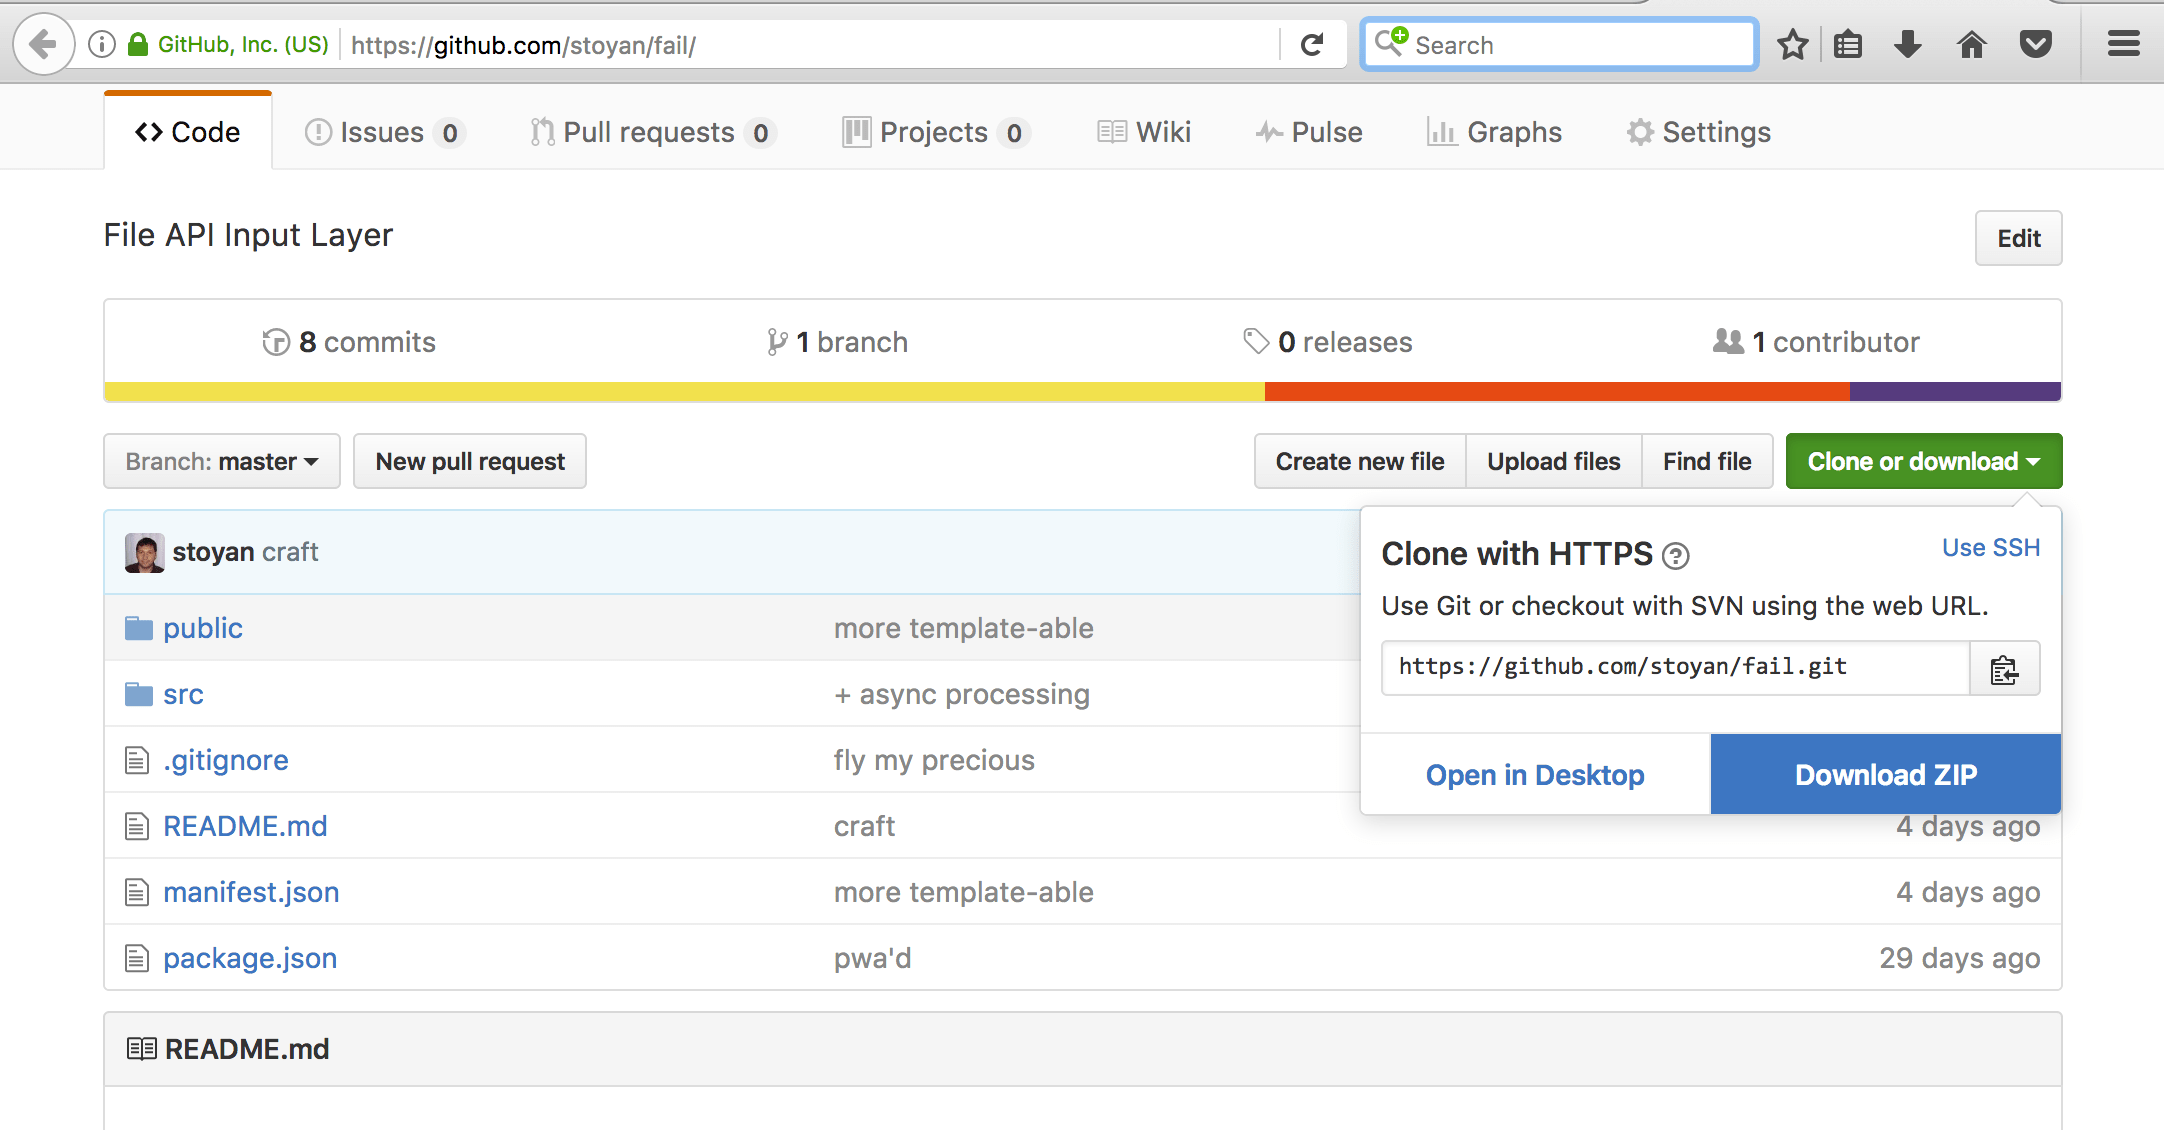 GitHub, Inc. (US) https://github.com/stoyan/fail/ Search
Code Issues 0 Pull requests 0 Projects 0 Wiki Pulse Graphs Settings
File API Input Layer Edit
8 commits 1 branch 0 releases 1 contributor
Branch: master New pull request Create new file Upload files Find file Clone or download
stoyan craft
Clone with HTTPS ? Use SSH
Use Git or checkout with SVN using the web URL.
https://github.com/stoyan/fail.git
Open in Desktop Download ZIP
public more template-able
src + async processing
.gitignore fly my precious
README.md craft 4 days ago
manifest.json more template-able 4 days ago
package.json pwa'd 29 days ago
README.md